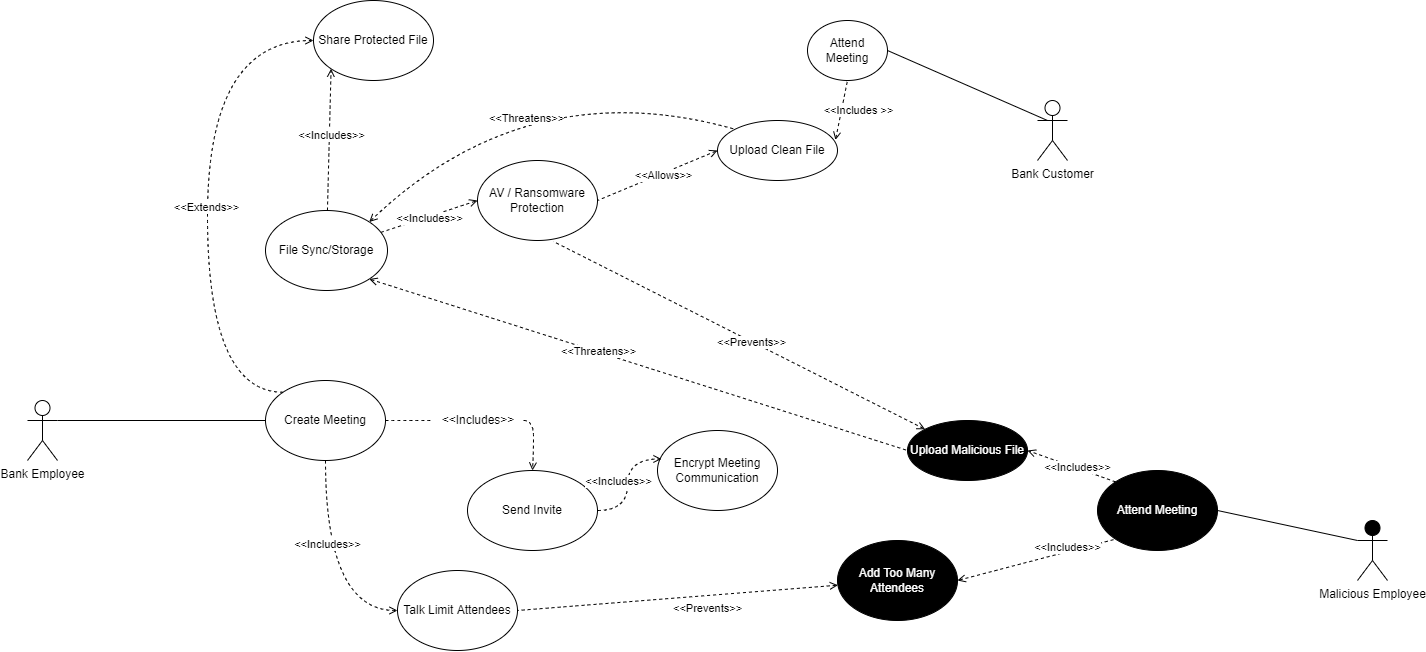 Share Protected File
Attend
Meeting
<<Includes >>
<<Threatens>>
<<Includes>>
Upload Clean File
Bank Customer
<<Allows>>
AV / Ransomware
Protection
<<Extends>>
<<Includes>>
File Sync/Storage
<<Prevents>>
<<Threatens>>
Create Meeting
<<Includes>>
Bank Employee
Upload Malicious File
Encrypt Meeting
Communication
<<Includes>>
<<Includes>>
Send Invite
Attend Meeting
<<Includes>>
<<Includes>>
Add Too Many
Attendees
Malicious Employee
Talk Limit Attendees
<<Prevents>>